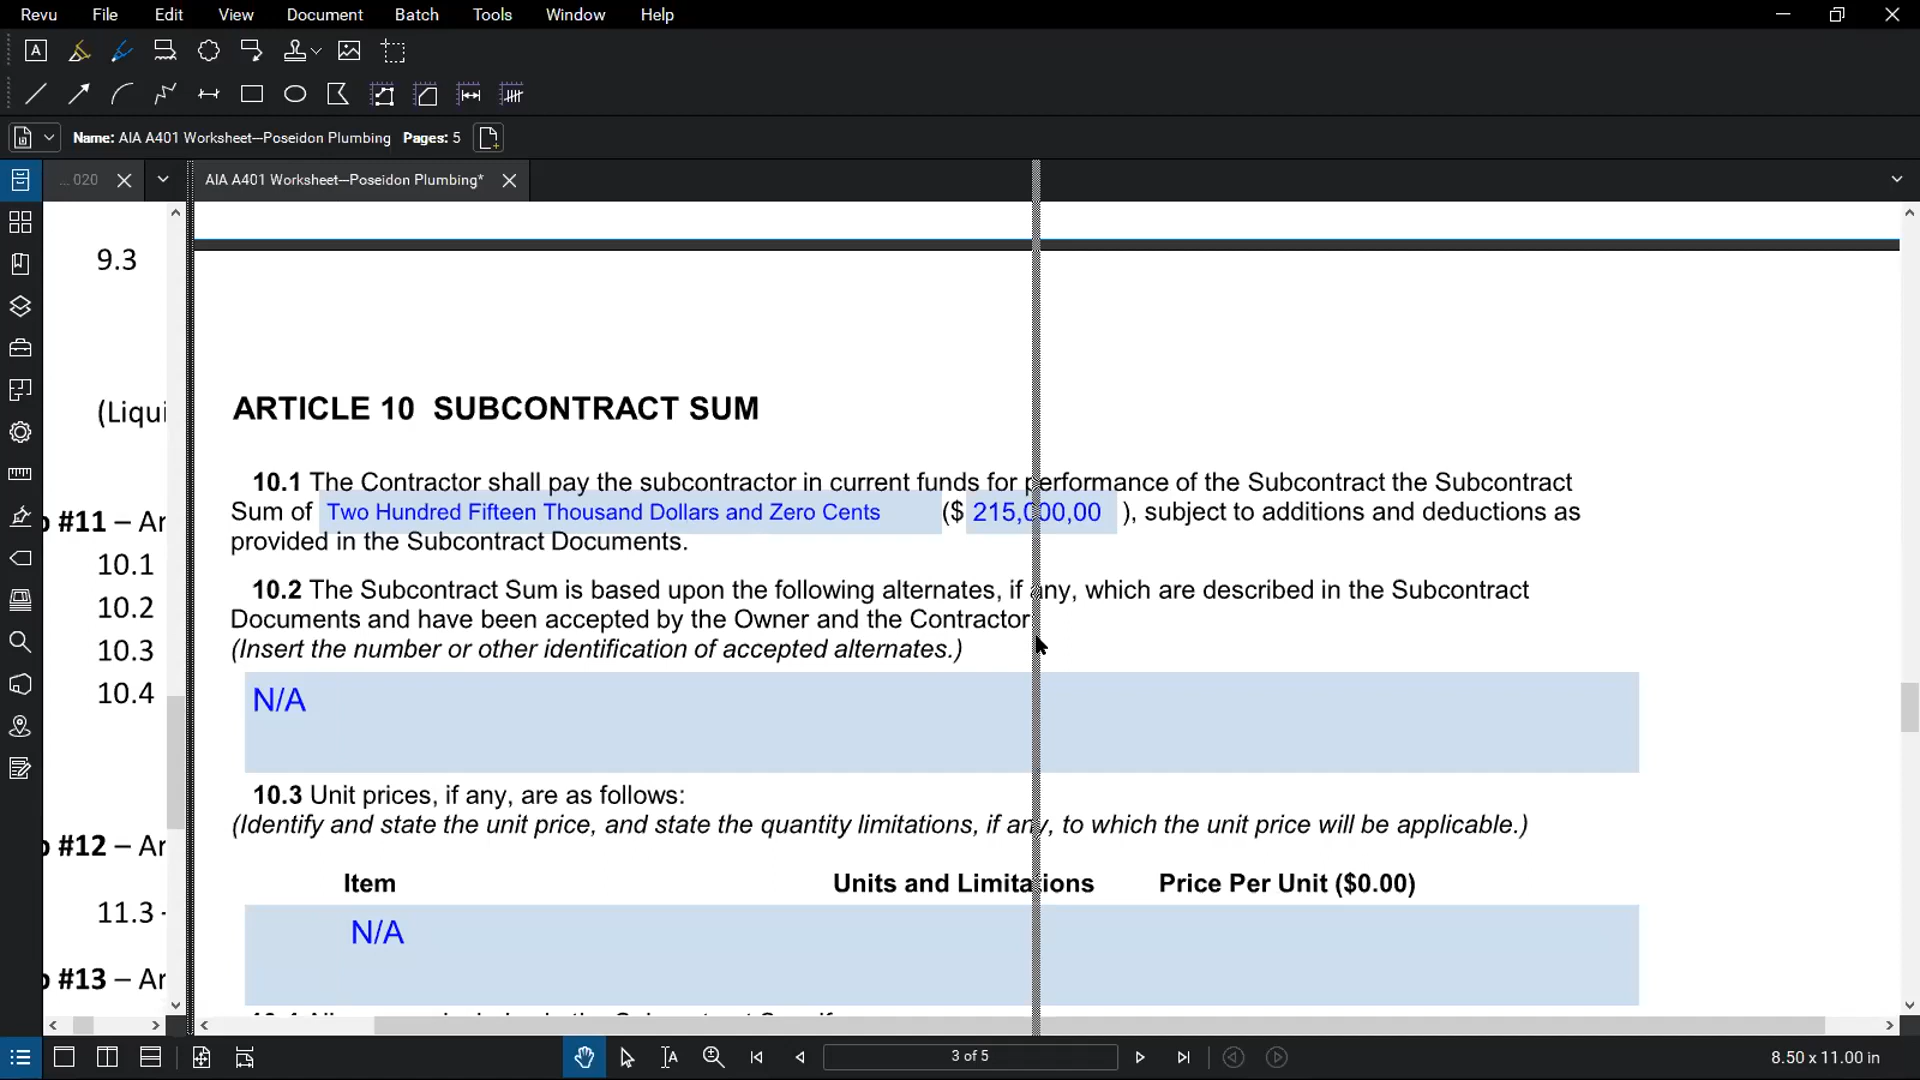 Revu File Edit View Document Batch Tools Window Help
Name: AIA A401 Worksheet—Poseidon Plumbing Pages: 5
... 020
AIA A401 Worksheet—Poseidon Plumbing*
9.3
(Liqui
#11 – Ar
10.1
10.2
10.3
10.4
#12 – Ar
11.3 -
#13 – Ar
ARTICLE 10 SUBCONTRACT SUM
10.1 The Contractor shall pay the subcontractor in current funds for performance of the Subcontract the Subcontract
Sum of Two Hundred Fifteen Thousand Dollars and Zero Cents ($ 215,000,00 ), subject to additions and deductions as
provided in the Subcontract Documents.
10.2 The Subcontract Sum is based upon the following alternates, if any, which are described in the Subcontract
Documents and have been accepted by the Owner and the Contractor
(Insert the number or other identification of accepted alternates.)
N/A
10.3 Unit prices, if any, are as follows:
(Identify and state the unit price, and state the quantity limitations, if any, to which the unit price will be applicable.)
Item Units and Limitations Price Per Unit ($0.00)
N/A
3 of 5
8.50 x 11.00 in